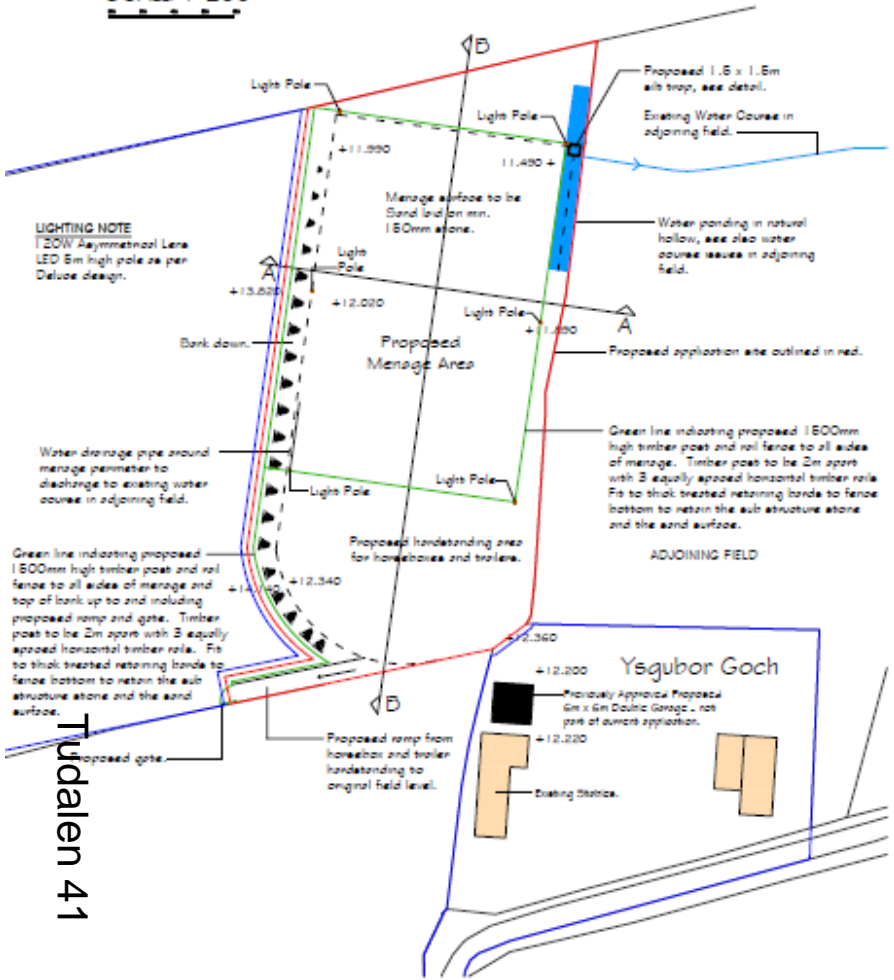 Light Pole
B
Proposed 1.5 x 1.5m
silt trap, see detail.
Light Pole
Existing Water Course in
adjoining field.
+11.990
11.490 +
Menage surface to be
Sand laid on min.
150mm stone.
LIGHTING NOTE
120W Asymmetrical Lens
LED 5m high pole as per
Deluce design.
Water ponding in natural
hollow, see also water
course issues in adjoining
field.
Light
Pole
A
+13.820
+12.020
Light Pole
A
Bank down.
Proposed
Menage Area
Proposed application site outlined in red.
Water drainage pipe around
menage perimeter to
discharge to existing water
course in adjoining field.
Light Pole
Light Pole
Green line indicating proposed 1500mm
high timber post and rail fence to all sides
of menage. Timber post to be 2m apart
with 3 equally spaced horizontal timber rails
Fit to thick treated retaining bords to fence
bottom to retain the sub structure stone
and the sand surface.
Proposed hardstanding area
for horseboxes and trailers.
ADJOINING FIELD
Green line indicating proposed
1500mm high timber post and rail
fence to all sides of menage and
top of bank up to and including
proposed ramp and gate. Timber
post to be 2m apart with 3 equally
spaced horizontal timber rails. Fit
to thick treated retaining bords to
fence bottom to retain the sub
structure stone and the sand
surface.
+12.340
+12.360
+12.200
Ysgubor Goch
Previously Approved Proposed
6m x 6m Double Garage - not
part of current application.
B
+12.220
Proposed gate.
Proposed ramp from
horsebox and trailer
hardstanding to
original field level.
Existing Stables.
Tudalen 41